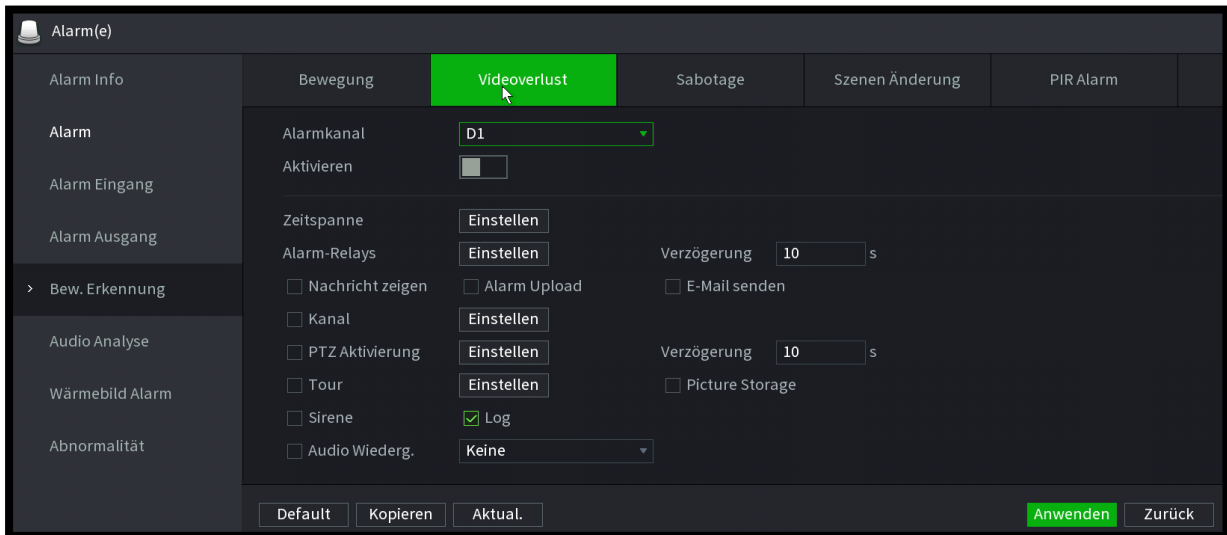 Alarm(e)
Alarm Info
Alarm
Alarm Eingang
Alarm Ausgang
Bew. Erkennung
Audio Analyse
Wärmebild Alarm
Abnormalität
Bewegung Videoverlust Sabotage Szenen Änderung PIR Alarm
Alarmkanal D1
Aktivieren
Zeitspanne Einstellen
Alarm-Relays Einstellen Verzögerung 10 s
Nachricht zeigen Alarm Upload E-Mail senden
Kanal Einstellen
PTZ Aktivierung Einstellen Verzögerung 10 s
Tour Einstellen Picture Storage
Sirene Log
Audio Wiederg. Keine
Default Kopieren Aktual. Anwenden Zurück